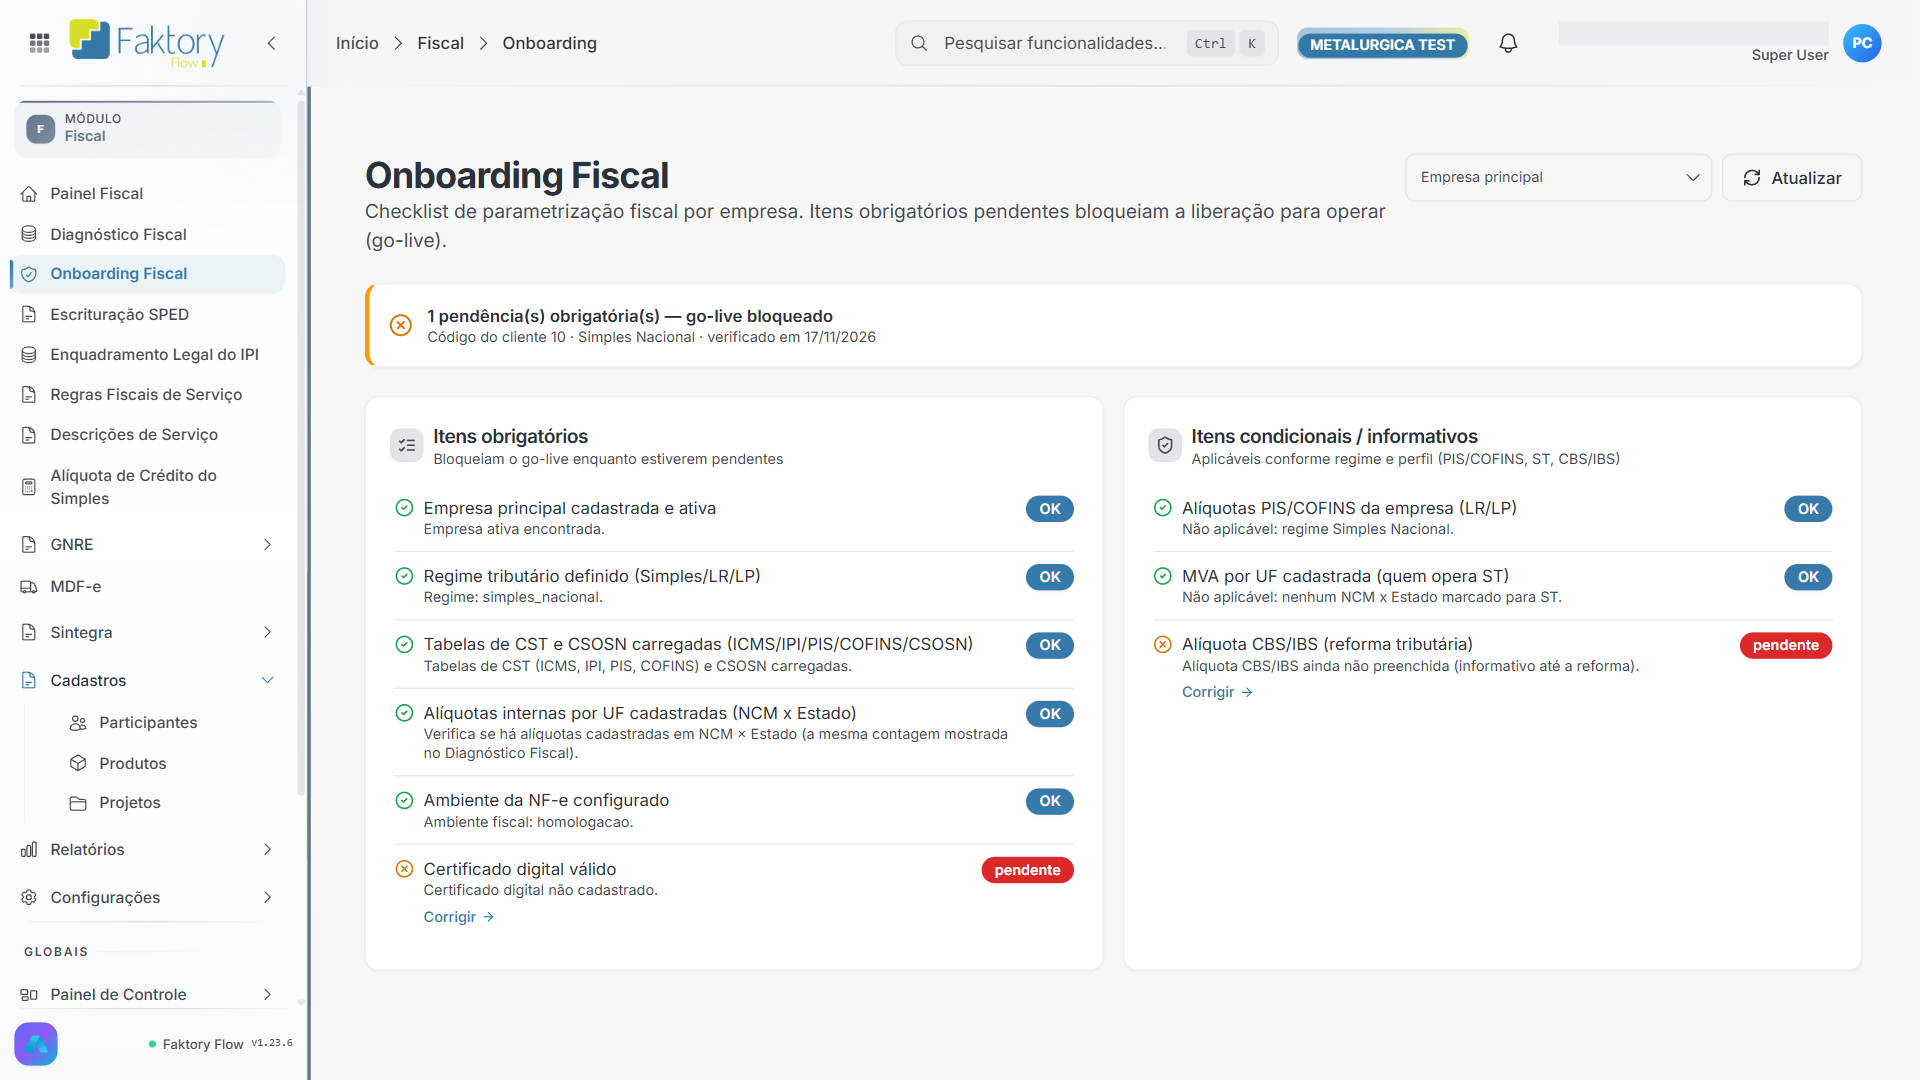 Faktory
Flow
Início > Fiscal > Onboarding
Pesquisar funcionalidades... Ctrl K
METALURGICA TEST
Super User
PC
MÓDULO
F
Fiscal
Painel Fiscal
Diagnóstico Fiscal
Onboarding Fiscal
Escrituração SPED
Enquadramento Legal do IPI
Regras Fiscais de Serviço
Descrições de Serviço
Alíquota de Crédito do
Simples
GNRE
MDF-e
Sintegra
Cadastros
Participantes
Produtos
Projetos
Relatórios
Configurações
GLOBAIS
Painel de Controle
Faktory Flow v1.23.6
Onboarding Fiscal
Checklist de parametrização fiscal por empresa. Itens obrigatórios pendentes bloqueiam a liberação para operar
(go-live).
Empresa principal
Atualizar
1 pendência(s) obrigatória(s) — go-live bloqueado
Código do cliente 10 · Simples Nacional · verificado em 17/11/2026
Itens obrigatórios
Bloqueiam o go-live enquanto estiverem pendentes
Empresa principal cadastrada e ativa OK
Empresa ativa encontrada.
Regime tributário definido (Simples/LR/LP) OK
Regime: simples_nacional.
Tabelas de CST e CSOSN carregadas (ICMS/IPI/PIS/COFINS/CSOSN) OK
Tabelas de CST (ICMS, IPI, PIS, COFINS) e CSOSN carregadas.
Alíquotas internas por UF cadastradas (NCM x Estado) OK
Verifica se há alíquotas cadastradas em NCM × Estado (a mesma contagem mostrada
no Diagnóstico Fiscal).
Ambiente da NF-e configurado OK
Ambiente fiscal: homologacao.
Certificado digital válido pendente
Certificado digital não cadastrado.
Corrigir →
Itens condicionais / informativos
Aplicáveis conforme regime e perfil (PIS/COFINS, ST, CBS/IBS)
Alíquotas PIS/COFINS da empresa (LR/LP) OK
Não aplicável: regime Simples Nacional.
MVA por UF cadastrada (quem opera ST) OK
Não aplicável: nenhum NCM x Estado marcado para ST.
Alíquota CBS/IBS (reforma tributária) pendente
Alíquota CBS/IBS ainda não preenchida (informativo até a reforma).
Corrigir →